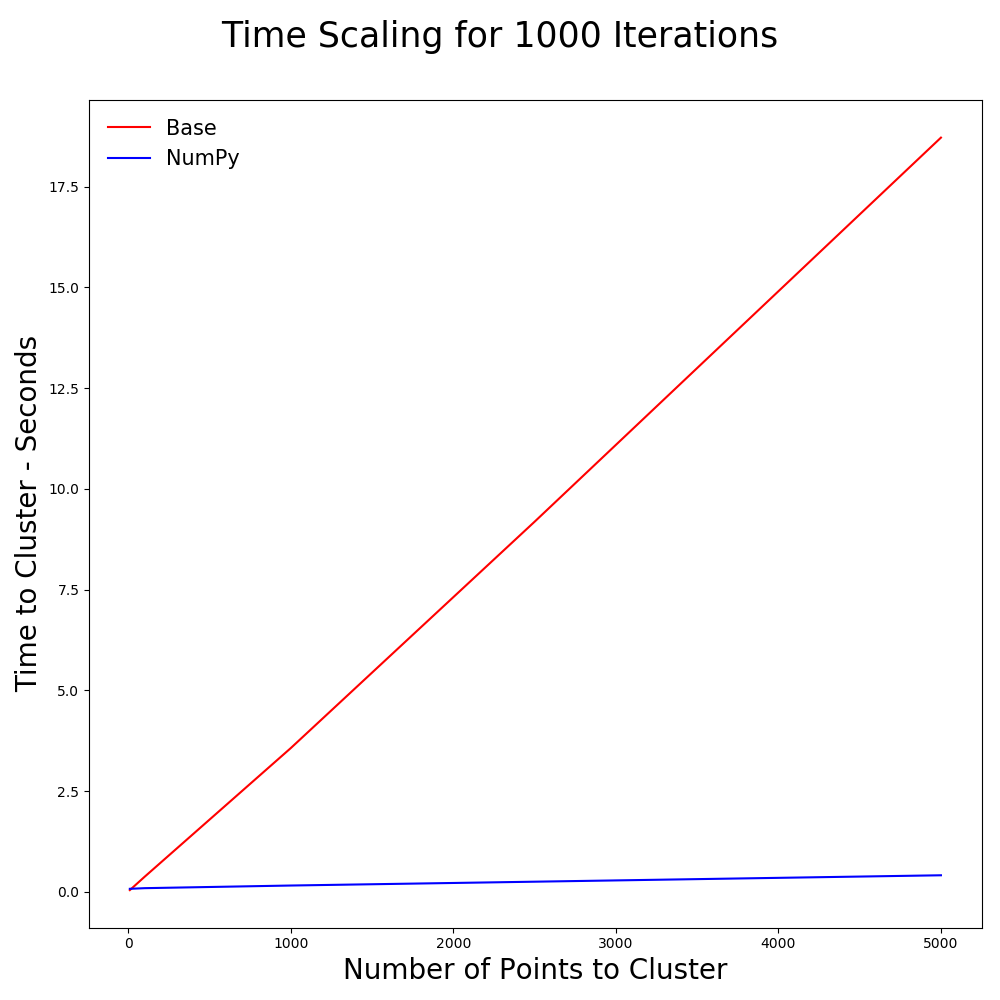 Time Scaling for 1000 Iterations
Base
NumPy
17.5
15.0
12.5
10.0
7.5
5.0
2.5
0.0
Time to Cluster - Seconds
0 1000 2000 3000 4000 5000
Number of Points to Cluster